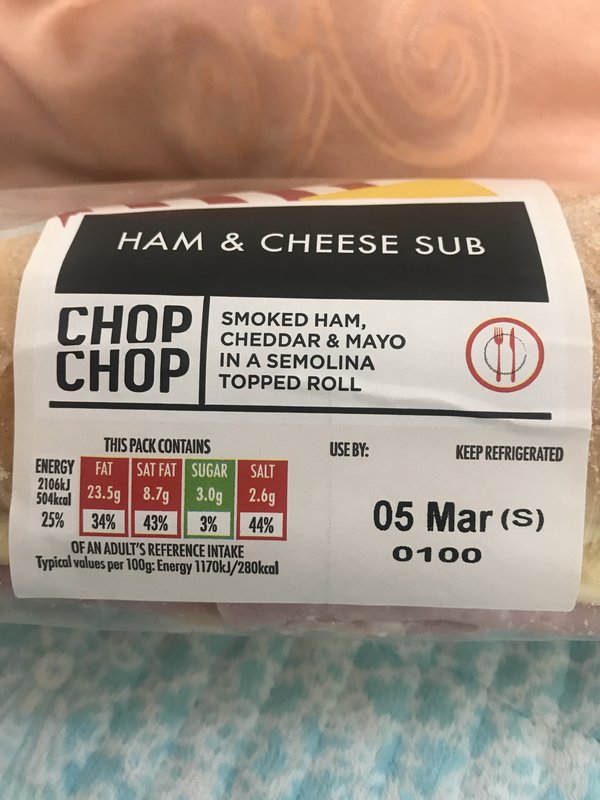 HAM & CHEESE SUB
CHOP
CHOP
SMOKED HAM,
CHEDDAR & MAYO
IN A SEMOLINA
TOPPED ROLL
THIS PACK CONTAINS
ENERGY
2106kJ
504kcal
25%
FAT
23.5g
34%
SAT FAT
8.7g
43%
SUGAR
3.0g
3%
SALT
2.6g
44%
OF AN ADULT'S REFERENCE INTAKE
Typical values per 100g: Energy 1170kJ/280kcal
USE BY:
KEEP REFRIGERATED
05 Mar (S)
0100